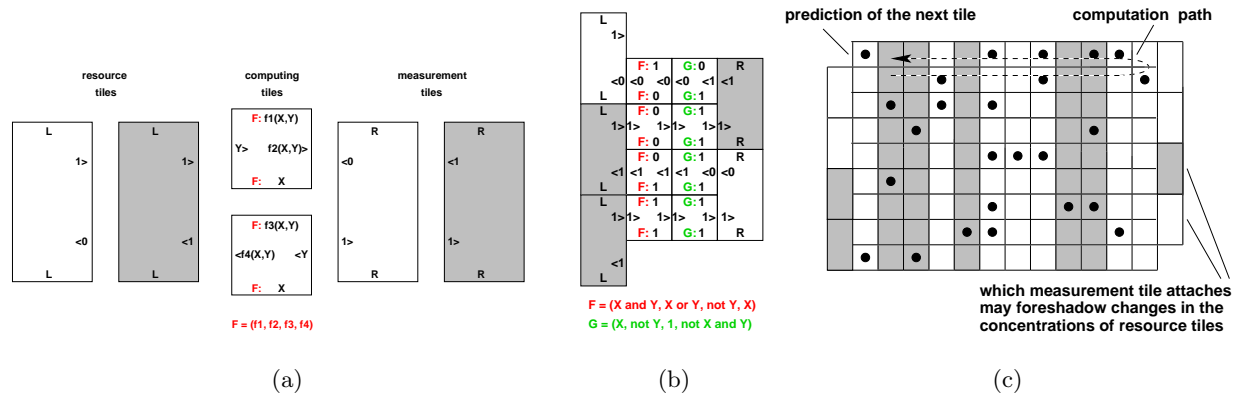 resource
tiles
L
1>
<0
L
L
1>
<1
L
computing
tiles
F: f1(X,Y)
Y> f2(X,Y)>
F: X
F: f3(X,Y)
<f4(X,Y) <Y
F: X
F = (f1, f2, f3, f4)
measurement
tiles
R
<0
1>
R
R
<1
1>
R
(a)
L
1>
F: 1 G: 0 R
<0 <0 <0 <0 <1 <1
L F: 0 G: 1
L F: 0 G: 1
1> 1> 1> 1> 1> 1>
F: 0 G: 1 R
F: 0 G: 1 R
<1 <1 <1 <1 <0 <0
L F: 1 G: 1
L F: 1 G: 1
1> 1> 1> 1> 1> 1>
F: 1 G: 1 R
<1
L
F = (X and Y, X or Y, not Y, X)
G = (X, not Y, 1, not X and Y)
(b)
prediction of the next tile
computation path
which measurement tile attaches
may foreshadow changes in the
concentrations of resource tiles
(c)